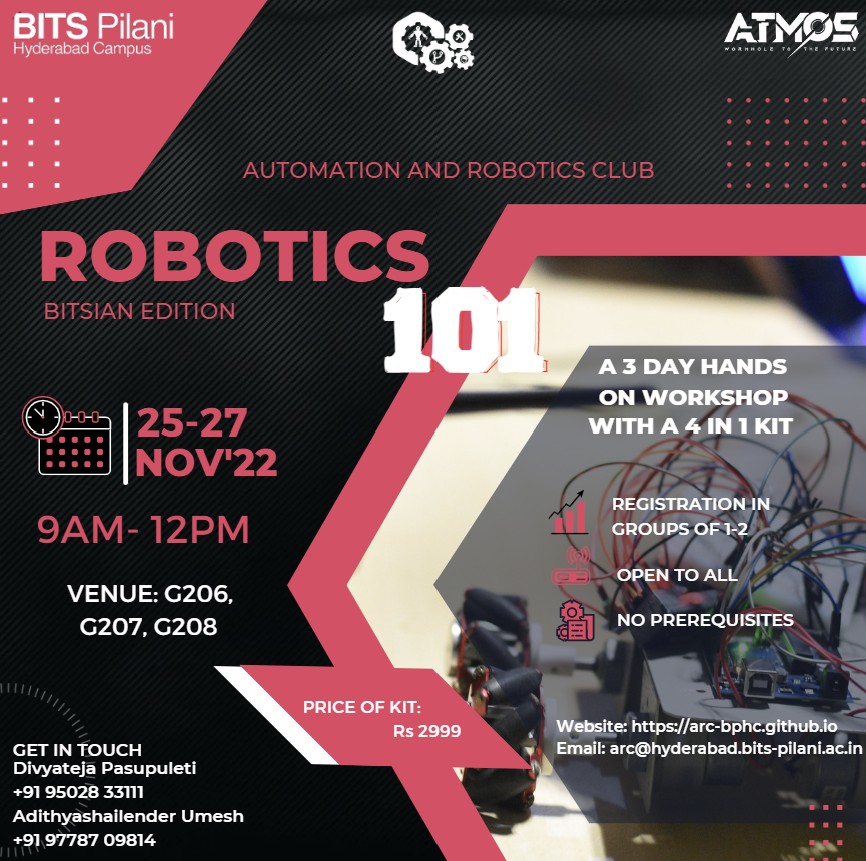 BITS Pilani
Hyderabad Campus
ATMOS
WORMHOLE TO THE FUTURE
AUTOMATION AND ROBOTICS CLUB
ROBOTICS
101
BITSIAN EDITION
25-27
NOV'22
9AM- 12PM
VENUE: G206,
G207, G208
A 3 DAY HANDS
ON WORKSHOP
WITH A 4 IN 1 KIT
REGISTRATION IN
GROUPS OF 1-2
OPEN TO ALL
NO PREREQUISITES
PRICE OF KIT:
Rs 2999
Website: https://arc-bphc.github.io
Email: arc@hyderabad.bits-pilani.ac.in
GET IN TOUCH
Divyateja Pasupuleti
+91 95028 33111
Adithyashailender Umesh
+91 97787 09814